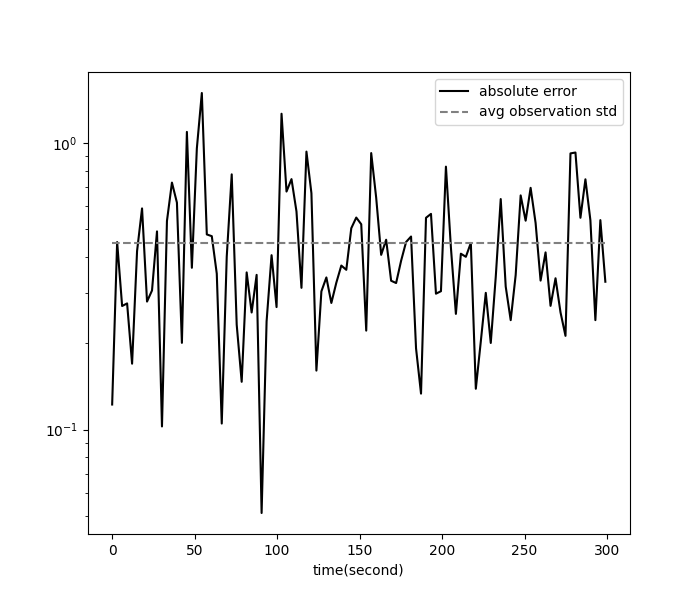 absolute error
avg observation std
10⁰
10⁻¹
0 50 100 150 200 250 300
time(second)